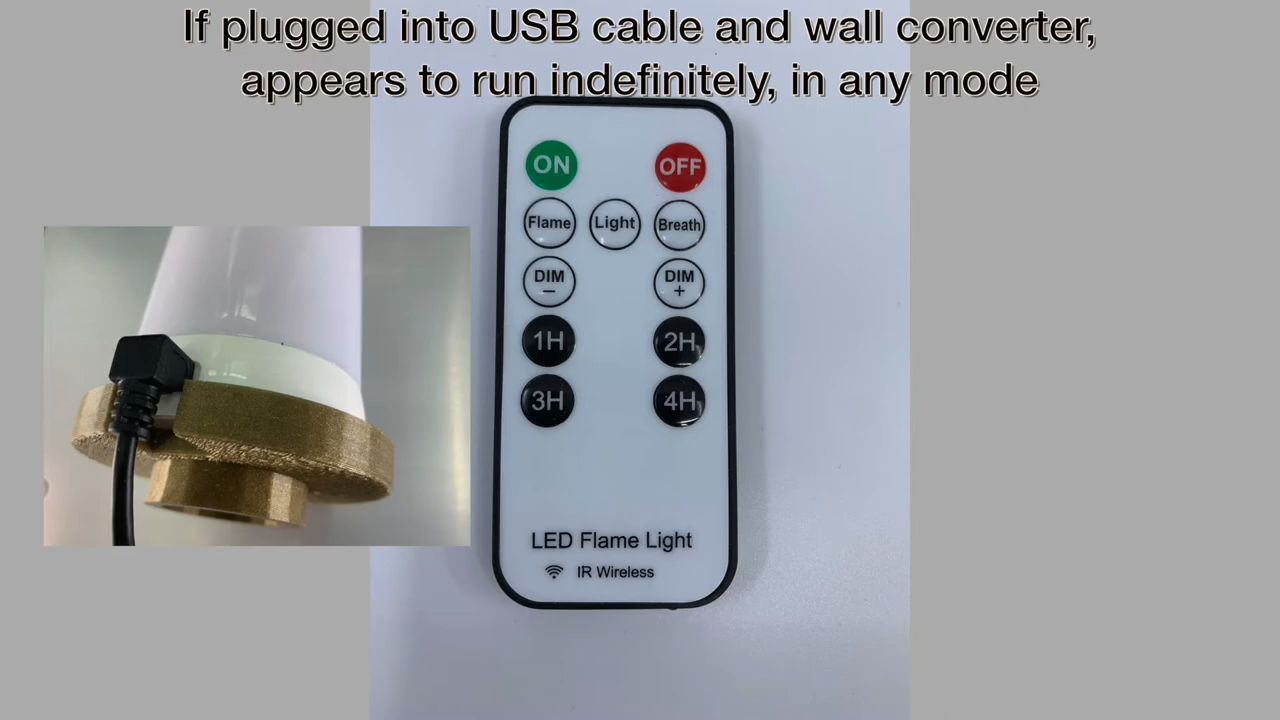 If plugged into USB cable and wall converter,
appears to run indefinitely, in any mode
ON OFF
Flame Light Breath
DIM DIM
− +
1H 2H
3H 4H
LED Flame Light
IR Wireless